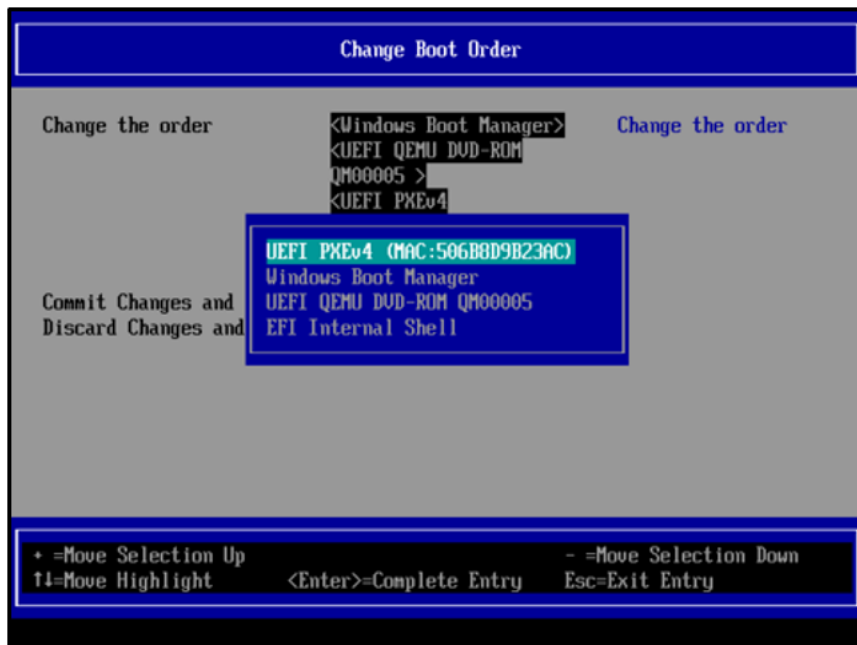 Change Boot Order
Change the order <Windows Boot Manager> Change the order
<UEFI QEMU DVD-ROM
QM00005 >
<UEFI PXEv4
UEFI PXEv4 (MAC:506B8D9B23AC)
Windows Boot Manager
Commit Changes and UEFI QEMU DVD-ROM QM00005
Discard Changes and EFI Internal Shell
+ =Move Selection Up - =Move Selection Down
↑↓=Move Highlight <Enter>=Complete Entry Esc=Exit Entry